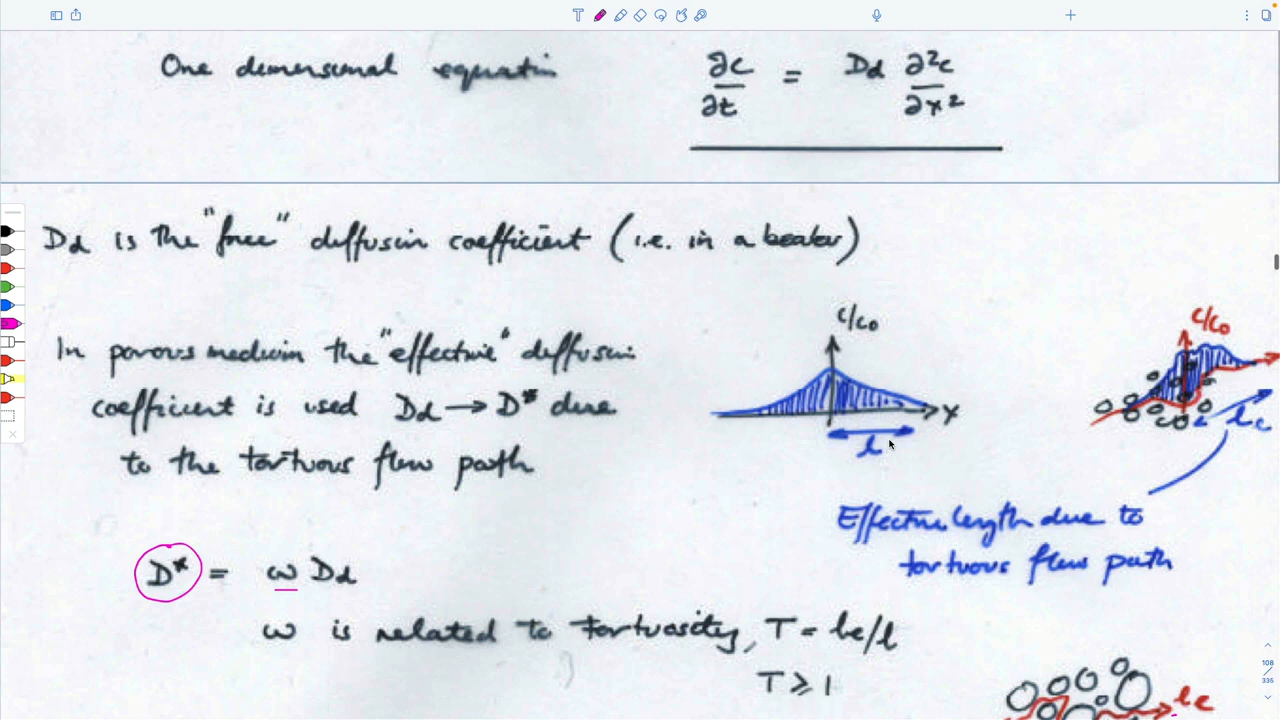 One dimensional equation
∂c/∂t = Dd ∂²c/∂x²
Dd is the "free" diffusion coefficient (i.e. in a beaker)
In porous medium the "effective" diffusion
coefficient is used Dd → D* due
to the tortuous flow path
C/C₀
x
l
C/C₀
le
Effective length due to
tortuous flow path
D* = ω Dd
ω is related to tortuosity, T = le/l
T ≥ 1
le
108
335